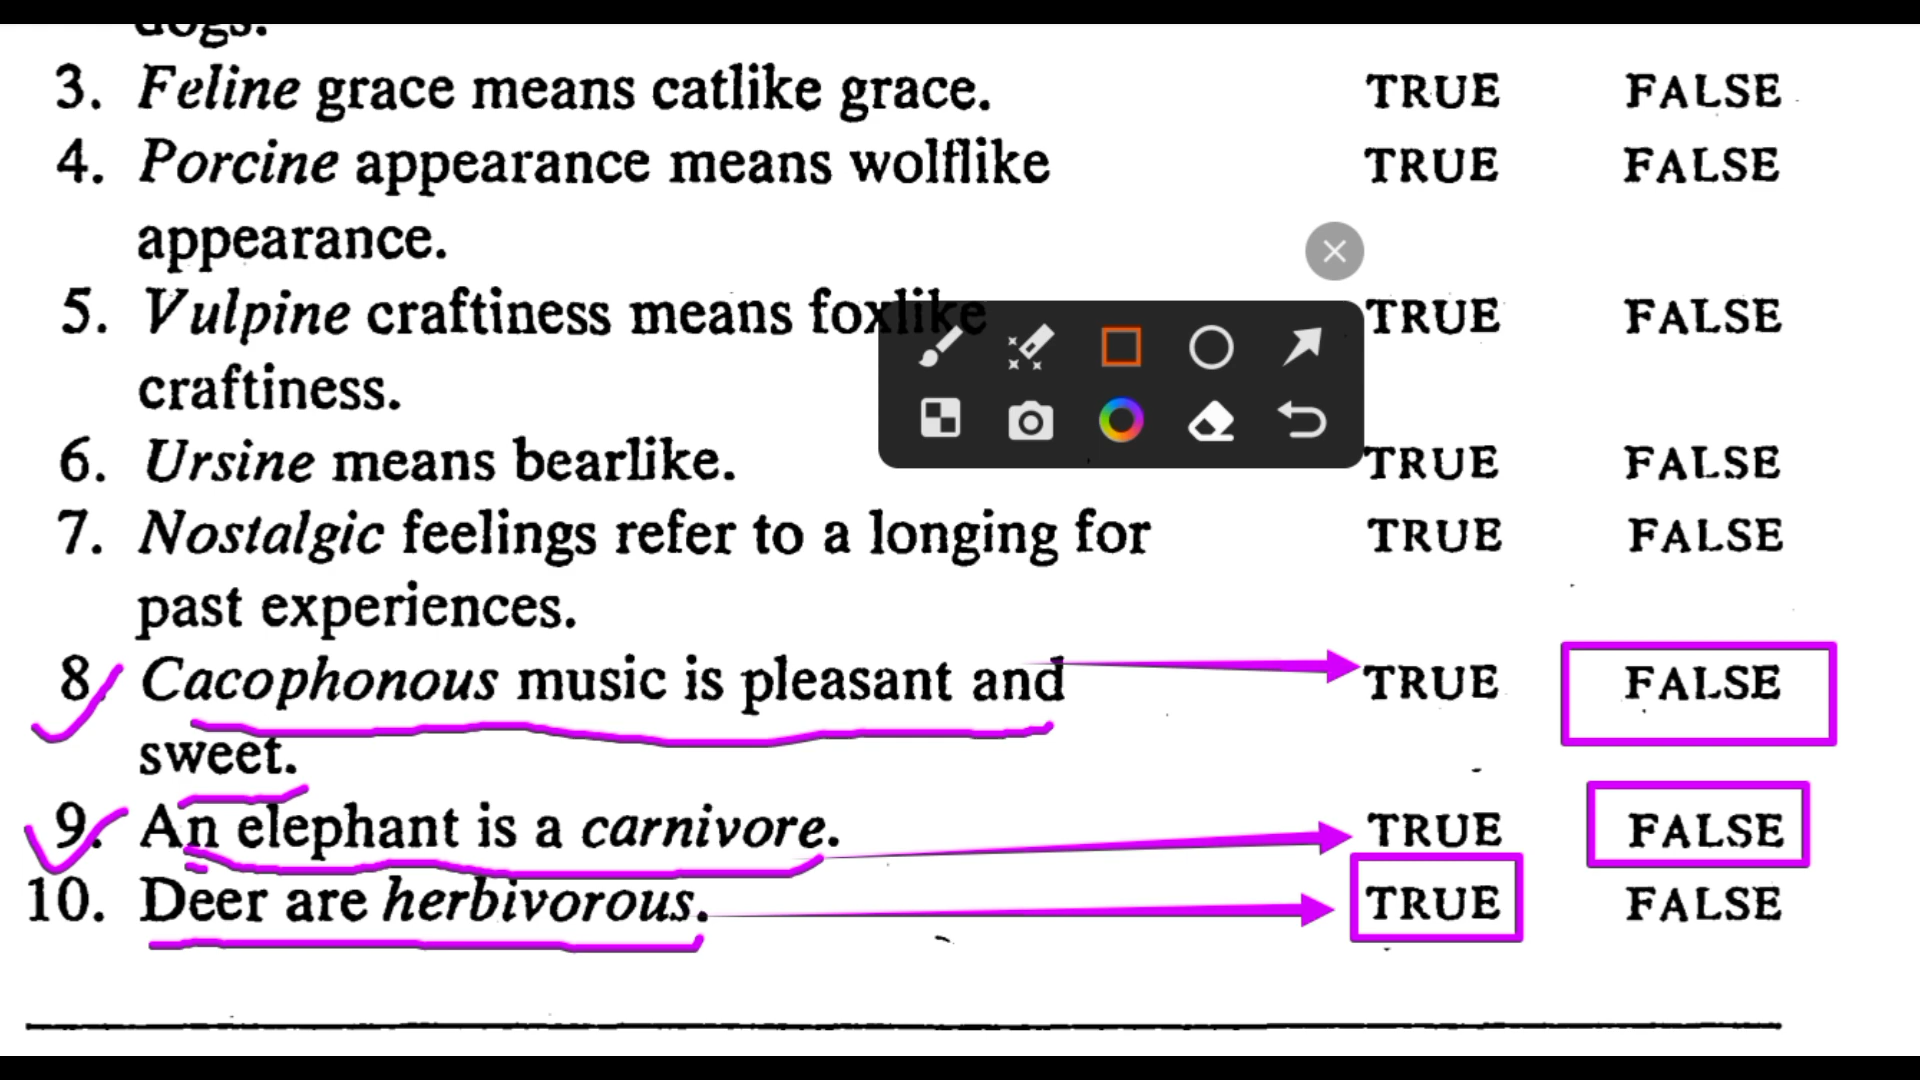 dogs.
3. Feline grace means catlike grace. TRUE FALSE
4. Porcine appearance means wolflike TRUE FALSE
appearance.
5. Vulpine craftiness means foxlike TRUE FALSE
craftiness.
6. Ursine means bearlike. TRUE FALSE
7. Nostalgic feelings refer to a longing for TRUE FALSE
past experiences.
8 Cacophonous music is pleasant and TRUE FALSE
sweet.
9. An elephant is a carnivore. TRUE FALSE
10. Deer are herbivorous. TRUE FALSE